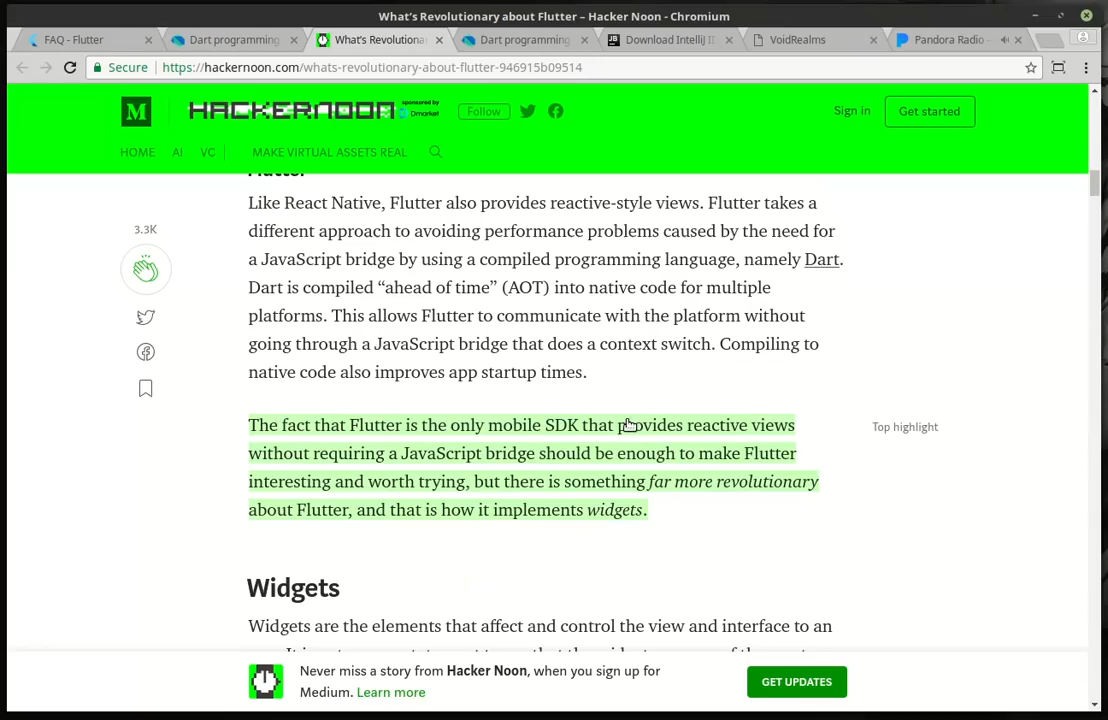 What's Revolutionary about Flutter – Hacker Noon - Chromium
FAQ - Flutter
Dart programming
What's Revolutiona
Dart programming
Download IntelliJ I
VoidRealms
Pandora Radio -
Secure
https://hackernoon.com/whats-revolutionary-about-flutter-946915b09514
M
HACKERNOON
sponsored by
Dmarket
Follow
Sign in
Get started
HOME
AI
VC
MAKE VIRTUAL ASSETS REAL
Flutter
Like React Native, Flutter also provides reactive-style views. Flutter takes a
different approach to avoiding performance problems caused by the need for
a JavaScript bridge by using a compiled programming language, namely Dart.
Dart is compiled “ahead of time” (AOT) into native code for multiple
platforms. This allows Flutter to communicate with the platform without
going through a JavaScript bridge that does a context switch. Compiling to
native code also improves app startup times.
3.3K
The fact that Flutter is the only mobile SDK that provides reactive views
without requiring a JavaScript bridge should be enough to make Flutter
interesting and worth trying, but there is something far more revolutionary
about Flutter, and that is how it implements widgets.
Top highlight
Widgets
Widgets are the elements that affect and control the view and interface to an
Never miss a story from Hacker Noon, when you sign up for
Medium. Learn more
GET UPDATES